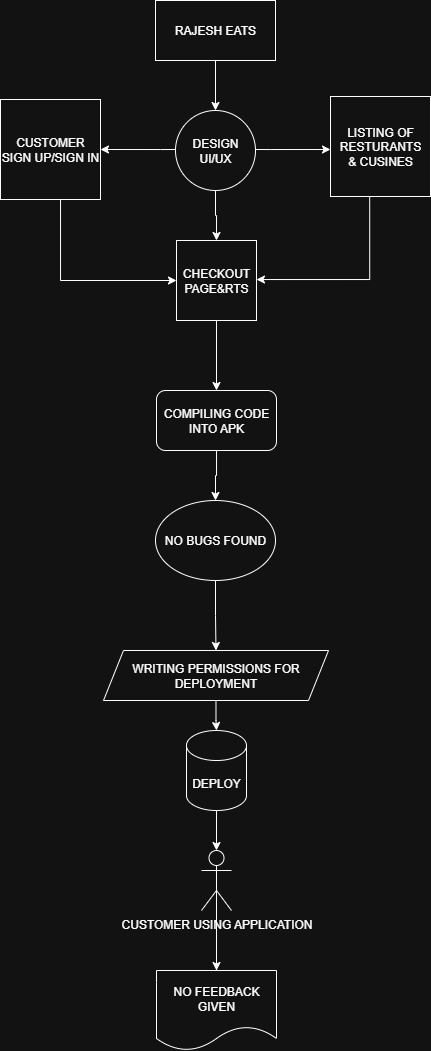 RAJESH EATS
CUSTOMER
SIGN UP/SIGN IN
DESIGN
UI/UX
LISTING OF
RESTURANTS
& CUSINES
CHECKOUT
PAGE&RTS
COMPILING CODE
INTO APK
NO BUGS FOUND
WRITING PERMISSIONS FOR
DEPLOYMENT
DEPLOY
CUSTOMER USING APPLICATION
NO FEEDBACK
GIVEN